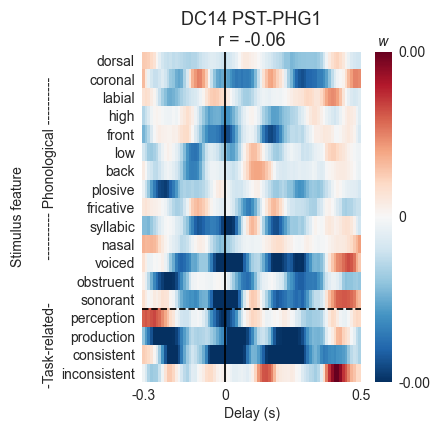 DC14 PST-PHG1
r = -0.06
w
dorsal
coronal
labial
high
front
low
back
plosive
fricative
syllabic
nasal
voiced
obstruent
sonorant
perception
production
consistent
inconsistent
Stimulus feature
-Task-related- ----------- Phonological ----------
0.00
0
-0.00
-0.3 0 0.5
Delay (s)